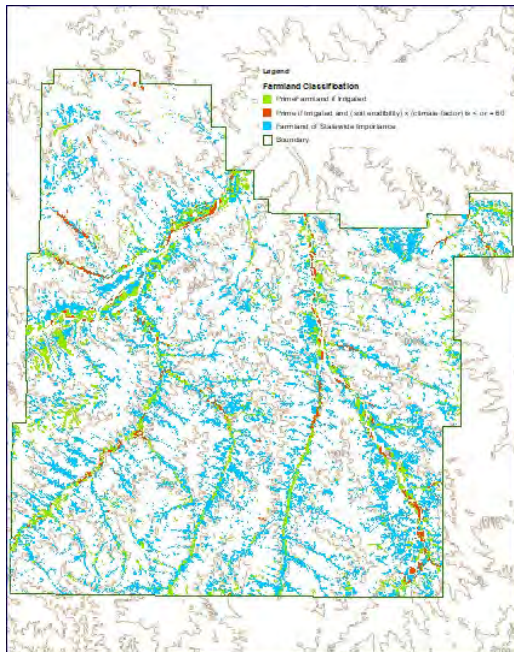 Legend
Farmland Classification
Prime Farmland if Irrigated
Prime if Irrigated and (soil erodibility) x (climate factor) is < or = 60
Farmland of Statewide Importance
Boundary